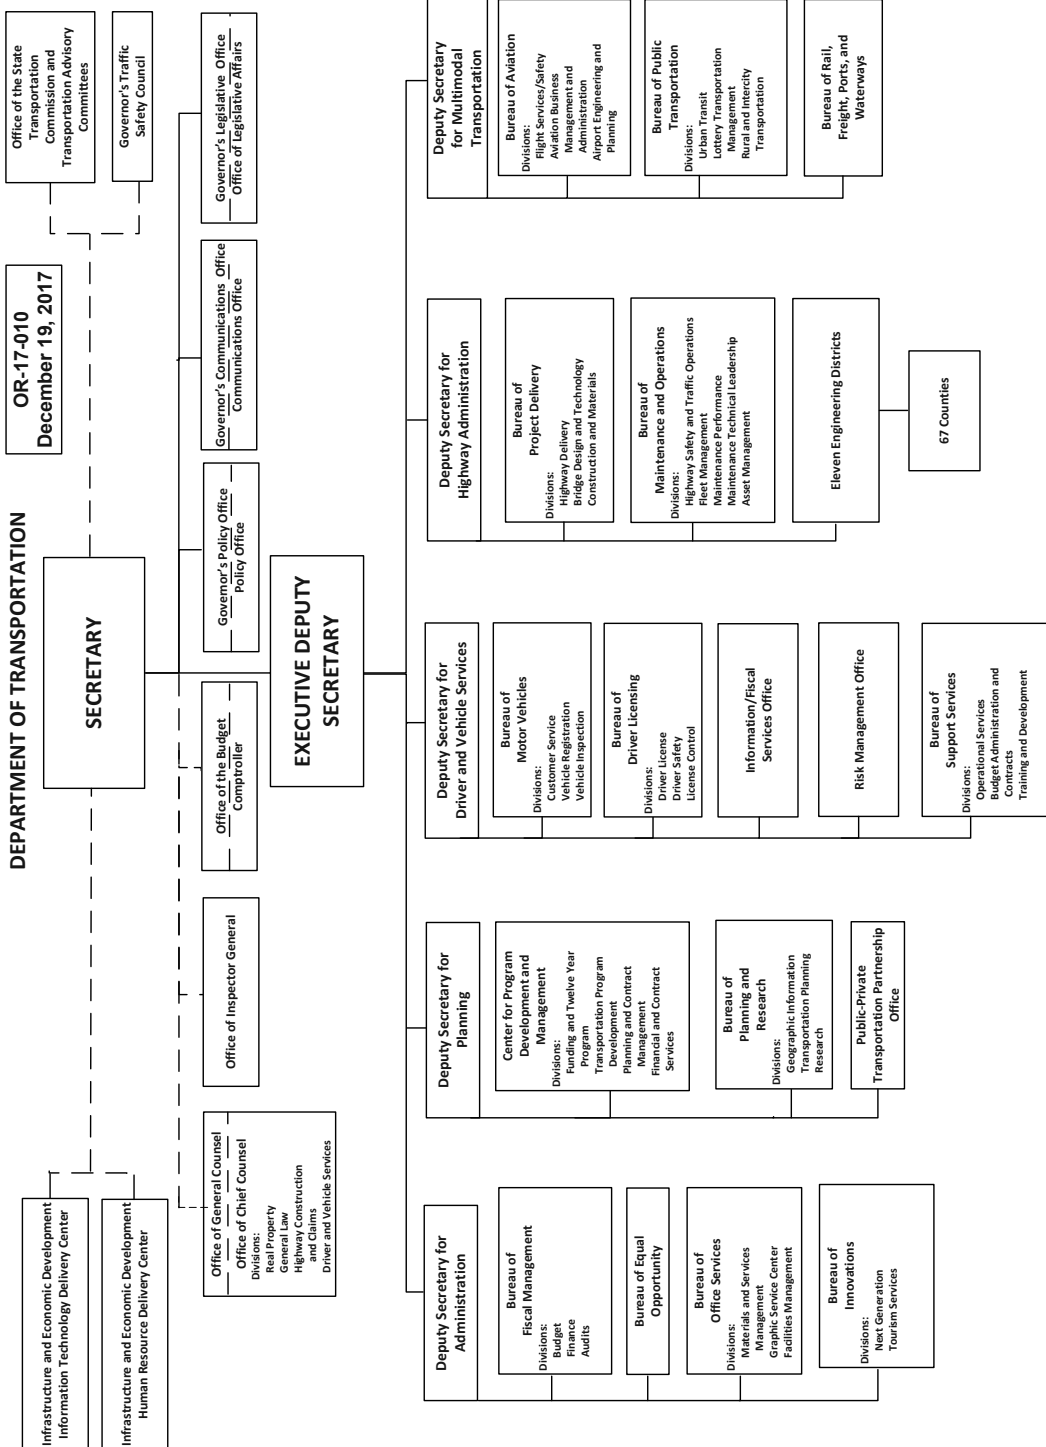 DEPARTMENT OF TRANSPORTATION
OR-17-010
December 19, 2017
Infrastructure and Economic Development
Information Technology Delivery Center
Infrastructure and Economic Development
Human Resource Delivery Center
SECRETARY
Office of the State
Transportation
Commission and
Transportation Advisory
Committees
Governor's Traffic
Safety Council
Office of General Counsel
Office of Chief Counsel
Divisions:
Real Property
General Law
Highway Construction
and Claims
Driver and Vehicle Services
Office of Inspector General
Office of the Budget
Comptroller
Governor's Policy Office
Policy Office
Governor's Communications Office
Communications Office
Governor's Legislative Office
Office of Legislative Affairs
EXECUTIVE DEPUTY
SECRETARY
Deputy Secretary for
Administration
Bureau of
Fiscal Management
Divisions:
Budget
Finance
Audits
Bureau of Equal
Opportunity
Bureau of
Office Services
Divisions:
Materials and Services
Management
Graphic Service Center
Facilities Management
Bureau of
Innovations
Divisions:
Next Generation
Tourism Services
Deputy Secretary for
Planning
Center for Program
Development and
Management
Divisions:
Funding and Twelve Year
Program
Transportation Program
Development
Planning and Contract
Management
Financial and Contract
Services
Bureau of
Planning and
Research
Divisions:
Geographic Information
Transportation Planning
Research
Public-Private
Transportation Partnership
Office
Deputy Secretary for
Driver and Vehicle Services
Bureau of
Motor Vehicles
Divisions:
Customer Service
Vehicle Registration
Vehicle Inspection
Bureau of
Driver Licensing
Divisions:
Driver License
Driver Safety
License Control
Information/Fiscal
Services Office
Risk Management Office
Bureau of
Support Services
Divisions:
Operational Services
Budget Administration and
Contracts
Training and Development
Deputy Secretary for
Highway Administration
Bureau of
Project Delivery
Divisions:
Highway Delivery
Bridge Design and Technology
Construction and Materials
Bureau of
Maintenance and Operations
Divisions:
Highway Safety and Traffic Operations
Fleet Management
Maintenance Performance
Maintenance Technical Leadership
Asset Management
Eleven Engineering Districts
67 Counties
Deputy Secretary
for Multimodal
Transportation
Bureau of Aviation
Divisions:
Flight Services/Safety
Aviation Business
Management and
Administration
Airport Engineering and
Planning
Bureau of Public
Transportation
Divisions:
Urban Transit
Lottery Transportation
Management
Rural and Intercity
Transportation
Bureau of Rail,
Freight, Ports, and
Waterways